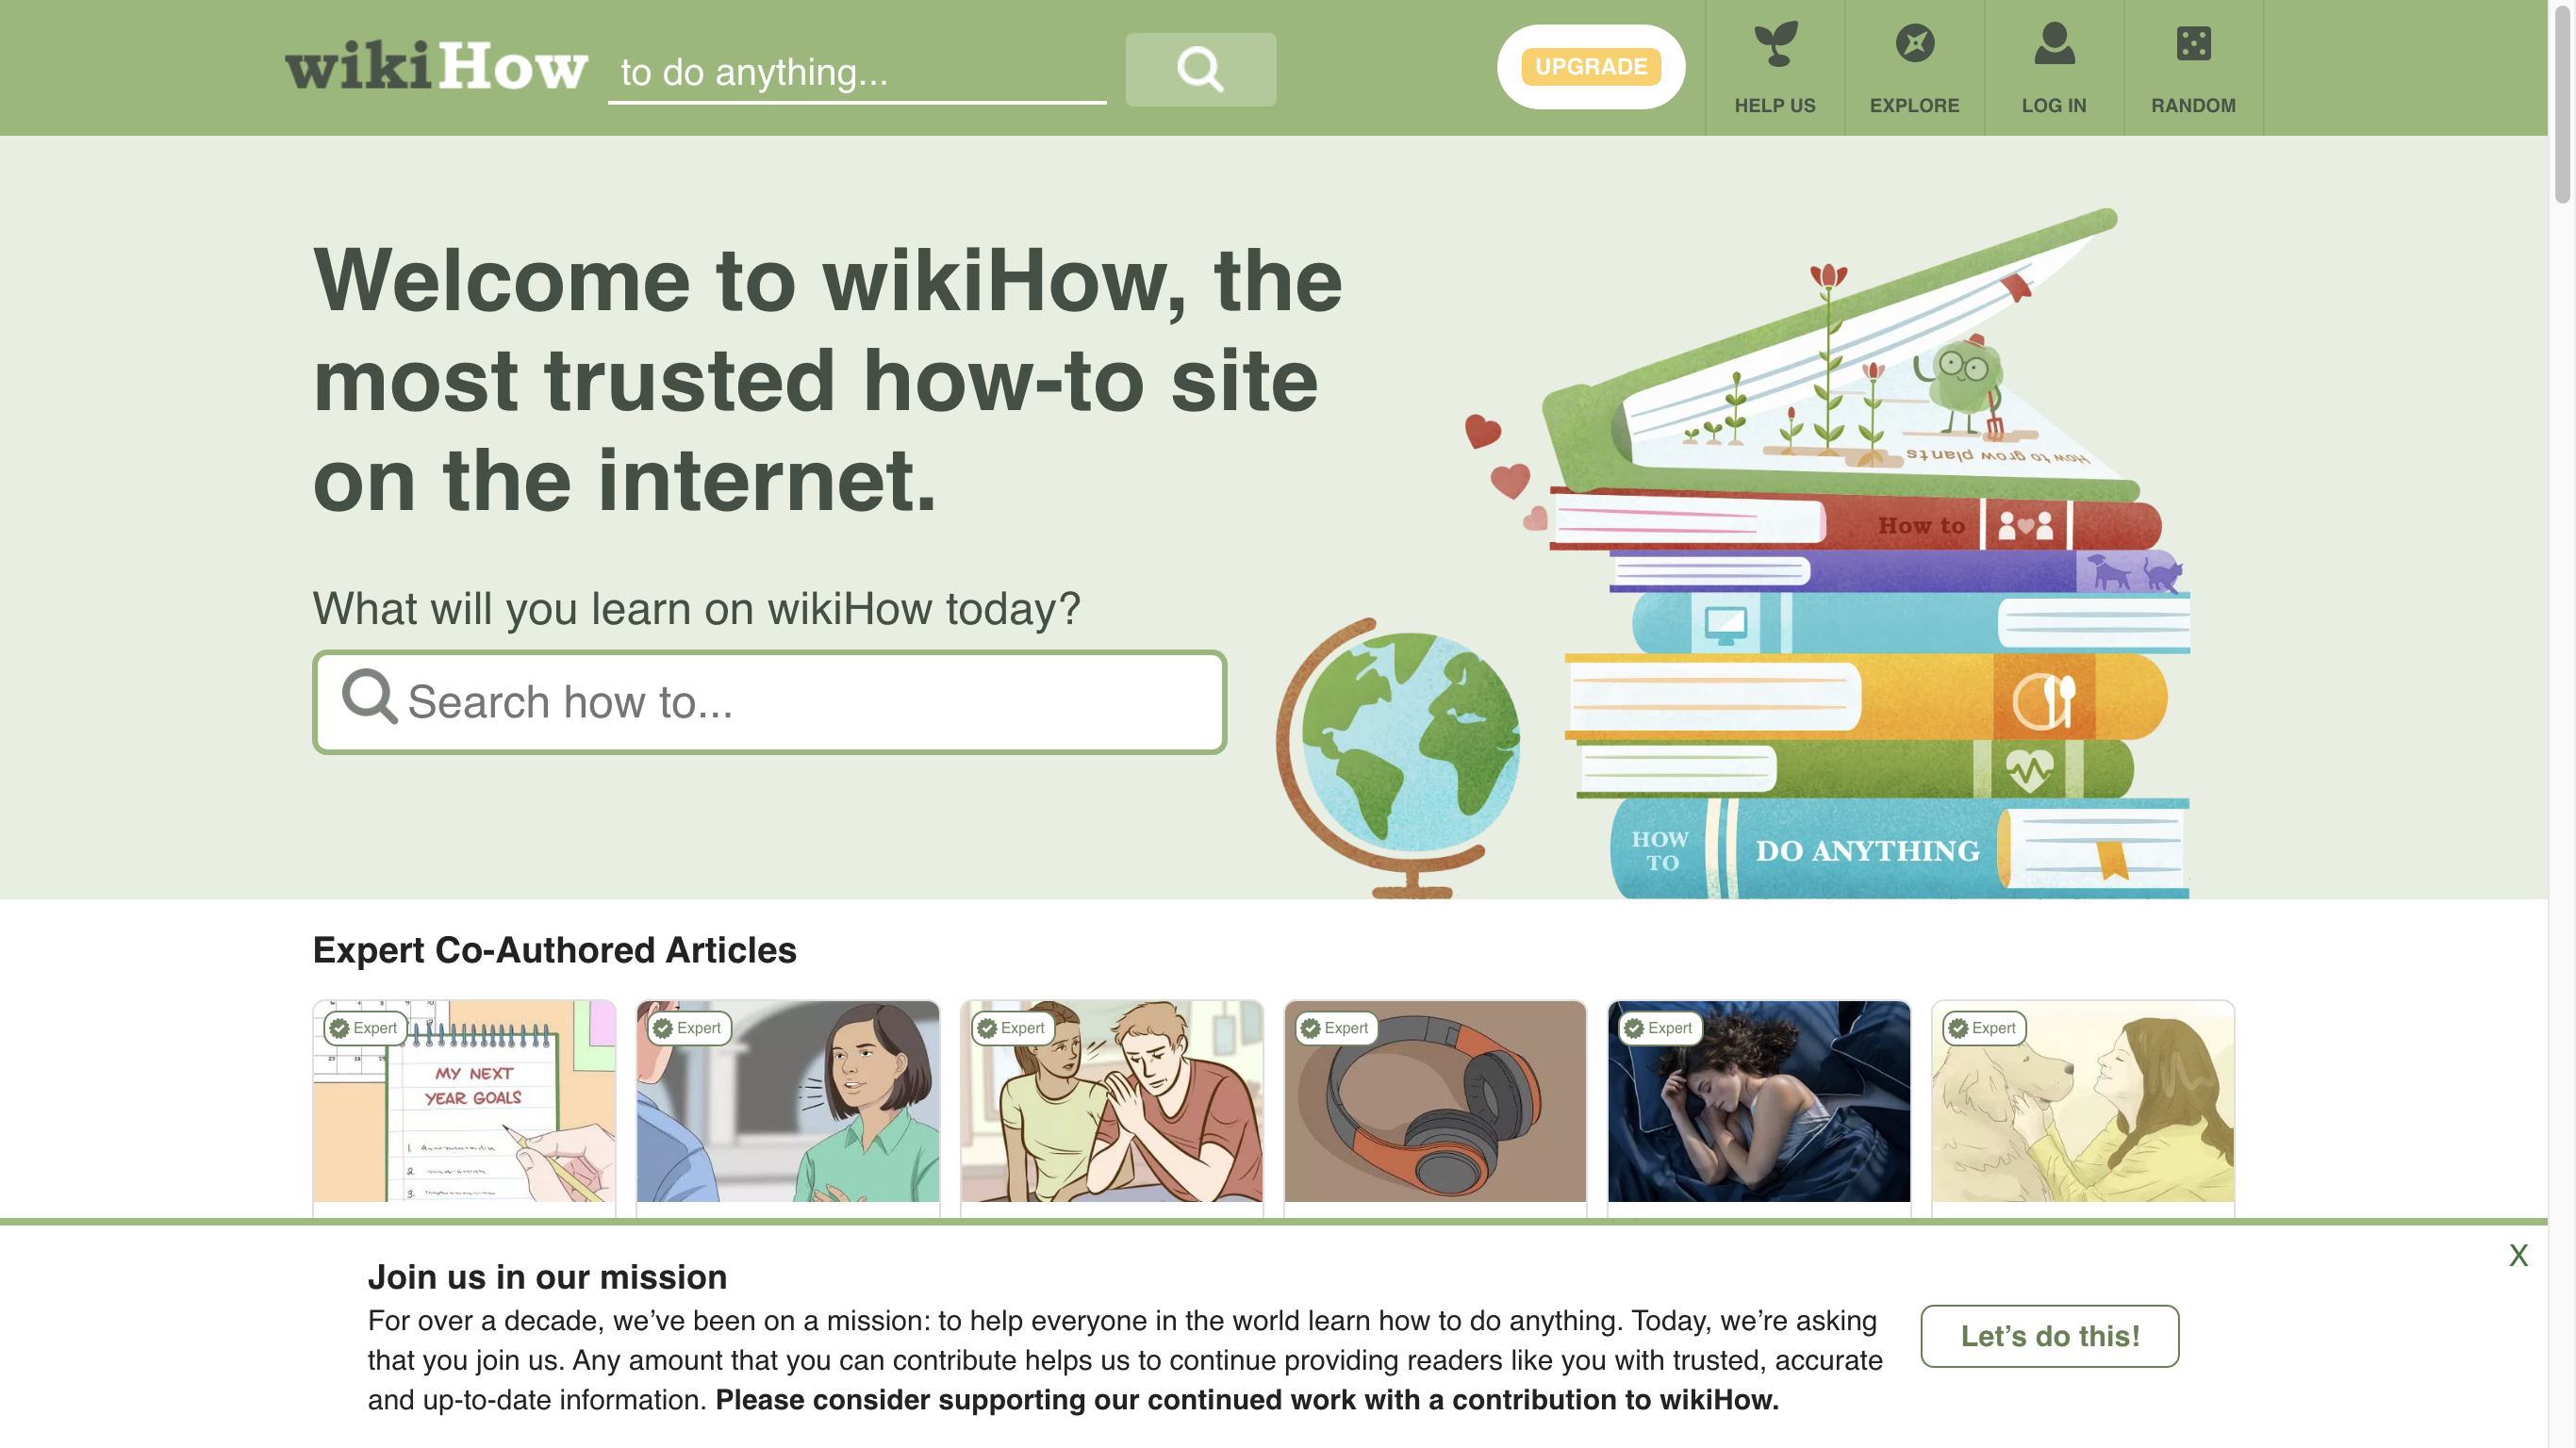 wikiHow
to do anything...
UPGRADE
HELP US
EXPLORE
LOG IN
RANDOM
Welcome to wikiHow, the
most trusted how-to site
on the internet.
What will you learn on wikiHow today?
Search how to...
How to grow plants
How to
HOW
TO
DO ANYTHING
Expert Co-Authored Articles
Expert
MY NEXT
YEAR GOALS
1.
2.
3.
Expert
Expert
Expert
Expert
Expert
X
Join us in our mission
For over a decade, we’ve been on a mission: to help everyone in the world learn how to do anything. Today, we’re asking
that you join us. Any amount that you can contribute helps us to continue providing readers like you with trusted, accurate
and up-to-date information. Please consider supporting our continued work with a contribution to wikiHow.
Let’s do this!